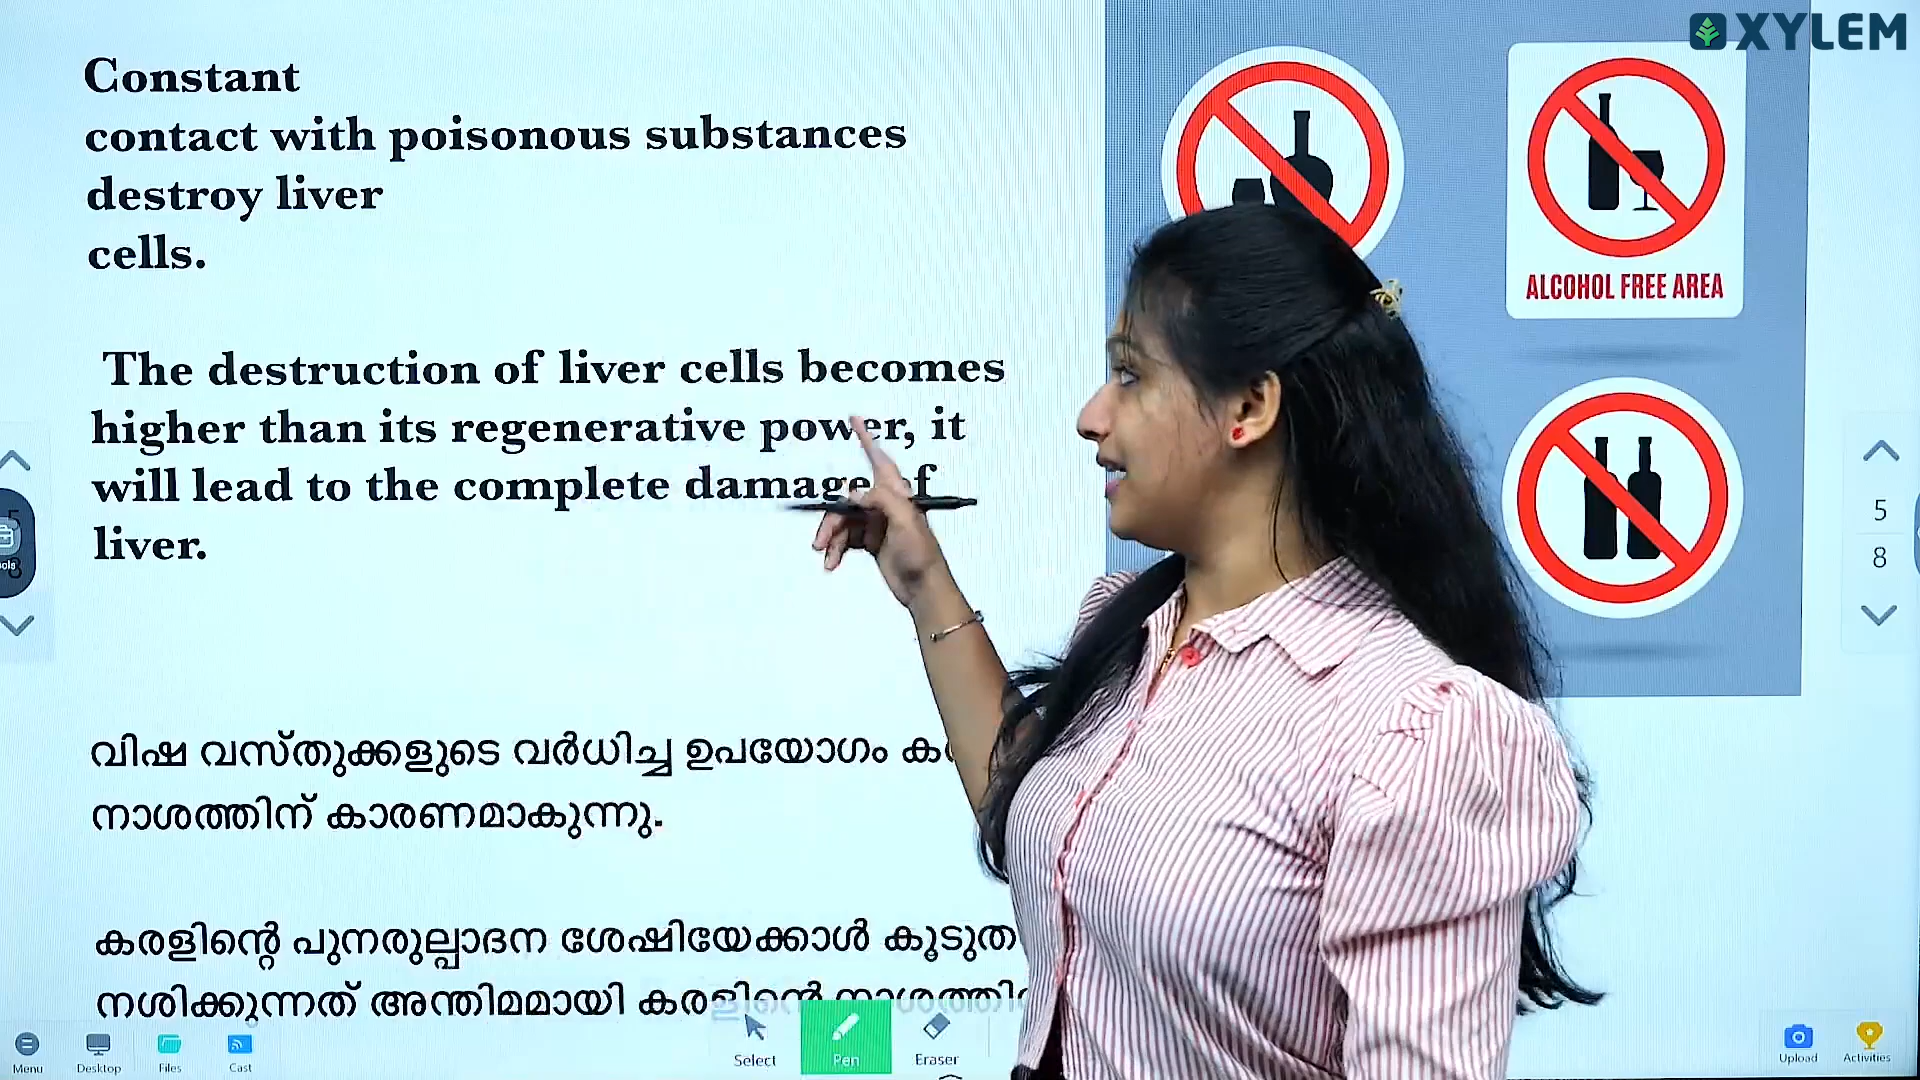 XYLEM
Constant
contact with poisonous substances
destroy liver
cells.
The destruction of liver cells becomes
higher than its regenerative power, it
will lead to the complete damage of
liver.
വിഷ വസ്തുക്കളുടെ വർധിച്ച ഉപയോഗം
നാശത്തിന് കാരണമാകുന്നു.
കരളിന്റെ പുനരുല്പാദന ശേഷിയേക്കാൾ
നശിക്കുന്നത് അന്തിമമായി
ALCOHOL FREE AREA
5
8
Menu
Desktop
Files
Cast
Select
Pen
Eraser
Upload
Activities